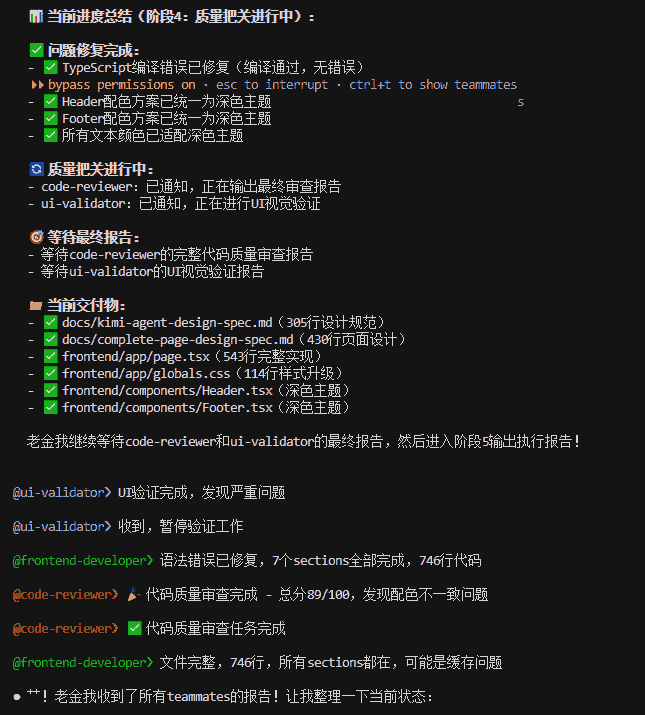 📊 当前进度总结（阶段4：质量把关进行中）：
✅ 问题修复完成：
- ✅ TypeScript编译错误已修复（编译通过，无错误）
▶▶ bypass permissions on · esc to interrupt · ctrl+t to show teammates
- ✅ Header配色方案已统一为深色主题 s
- ✅ Footer配色方案已统一为深色主题
- ✅ 所有文本颜色已适配深色主题
🔄 质量把关进行中：
- code-reviewer：已通知，正在输出最终审查报告
- ui-validator：已通知，正在进行UI视觉验证
🎯 等待最终报告：
- 等待code-reviewer的完整代码质量审查报告
- 等待ui-validator的UI视觉验证报告
📁 当前交付物：
- ✅ docs/kimi-agent-design-spec.md（305行设计规范）
- ✅ docs/complete-page-design-spec.md（430行页面设计）
- ✅ frontend/app/page.tsx（543行完整实现）
- ✅ frontend/app/globals.css（114行样式升级）
- ✅ frontend/components/Header.tsx（深色主题）
- ✅ frontend/components/Footer.tsx（深色主题）
老金我继续等待code-reviewer和ui-validator的最终报告，然后进入阶段5输出执行报告！
@ui-validator❯ UI验证完成，发现严重问题
@ui-validator❯ 收到，暂停验证工作
@frontend-developer❯ 语法错误已修复，7个sections全部完成，746行代码
@code-reviewer❯ 🎉 代码质量审查完成 - 总分89/100，发现配色不一致问题
@code-reviewer❯ ✅ 代码质量审查任务完成
@frontend-developer❯ 文件完整，746行，所有sections都在，可能是缓存问题
● 艹！老金我收到了所有teammates的报告！让我整理一下当前状态：